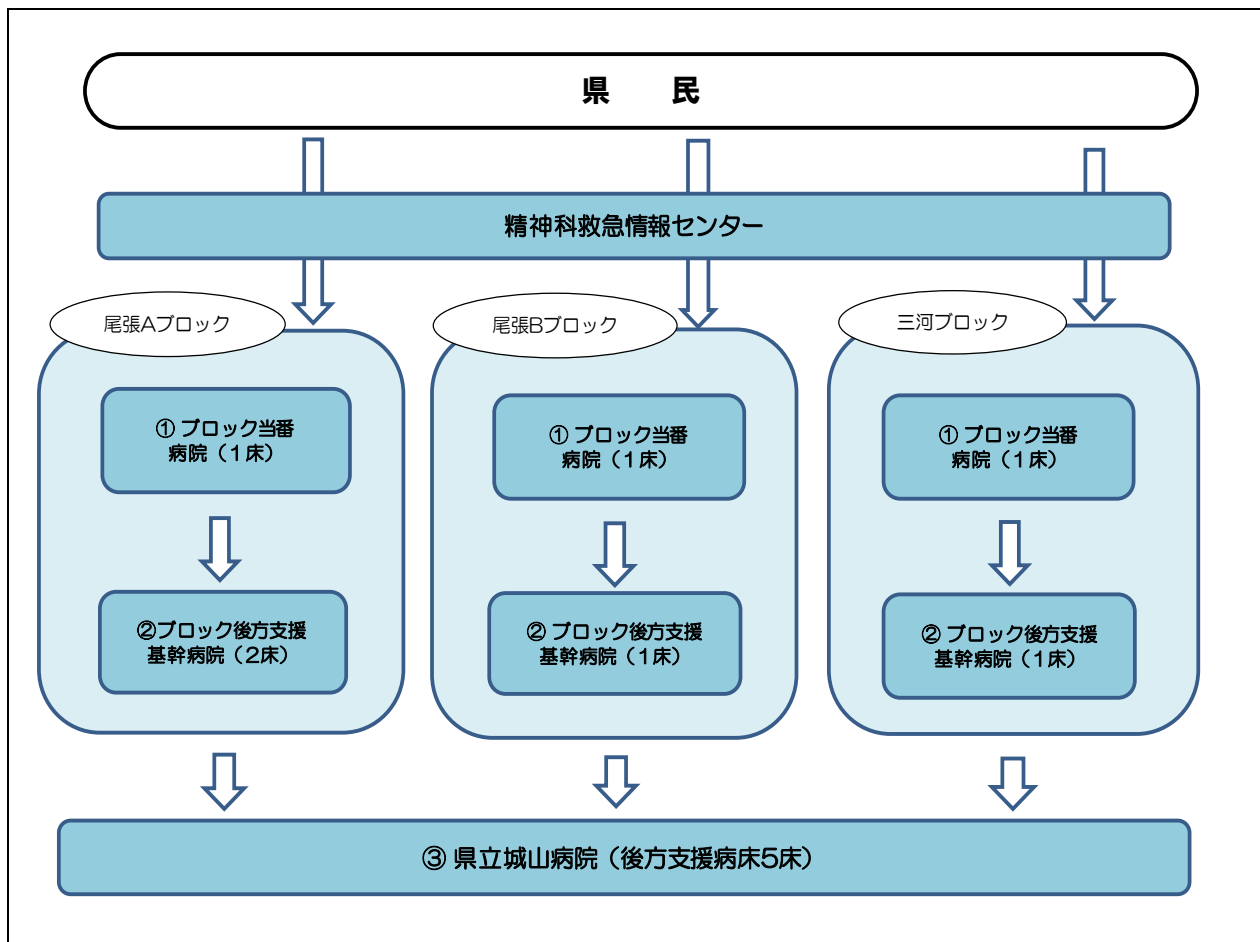 県　　民
精神科救急情報センター
尾張Aブロック
① ブロック当番
病院（１床）
②ブロック後方支援
基幹病院（２床）
尾張Bブロック
① ブロック当番
病院（１床）
② ブロック後方支援
基幹病院（１床）
三河ブロック
① ブロック当番
病院（１床）
② ブロック後方支援
基幹病院（１床）
③ 県立城山病院（後方支援病床5床）